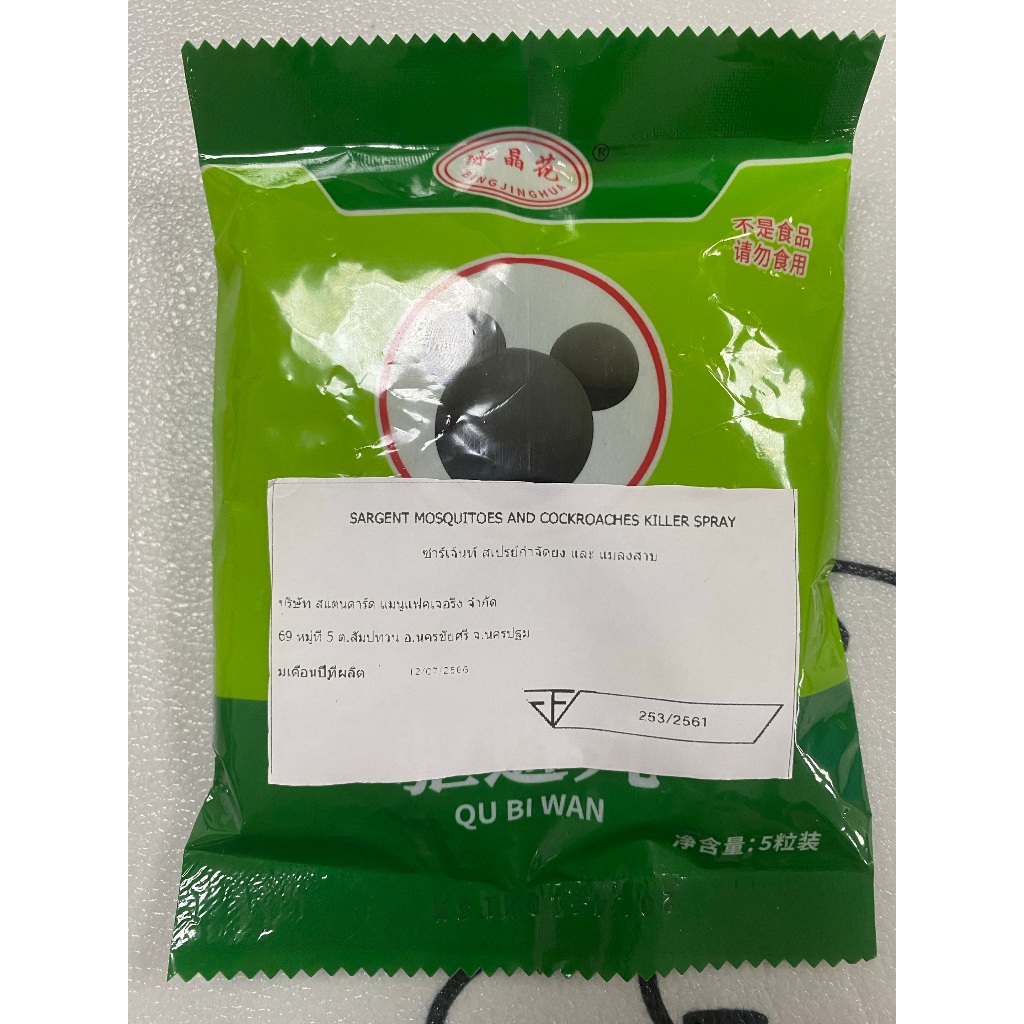 冰晶花
BINGJINGHUA
®
不是食品
请勿食用
SARGENT MOSQUITOES AND COCKROACHES KILLER SPRAY
ซาร์เจ้นท์ สเปรย์กำจัดยุง และ แมลงสาบ
บริษัท สแตนดาร์ด แมนูแฟคเจอริ่ง จำกัด
69 หมู่ที่ 5 ต.สัมปทวน อ.นครชัยศรี จ.นครปฐม
เดือนปีที่ผลิต 12/07/2566
253/2561
QU BI WAN
净含量:5粒装